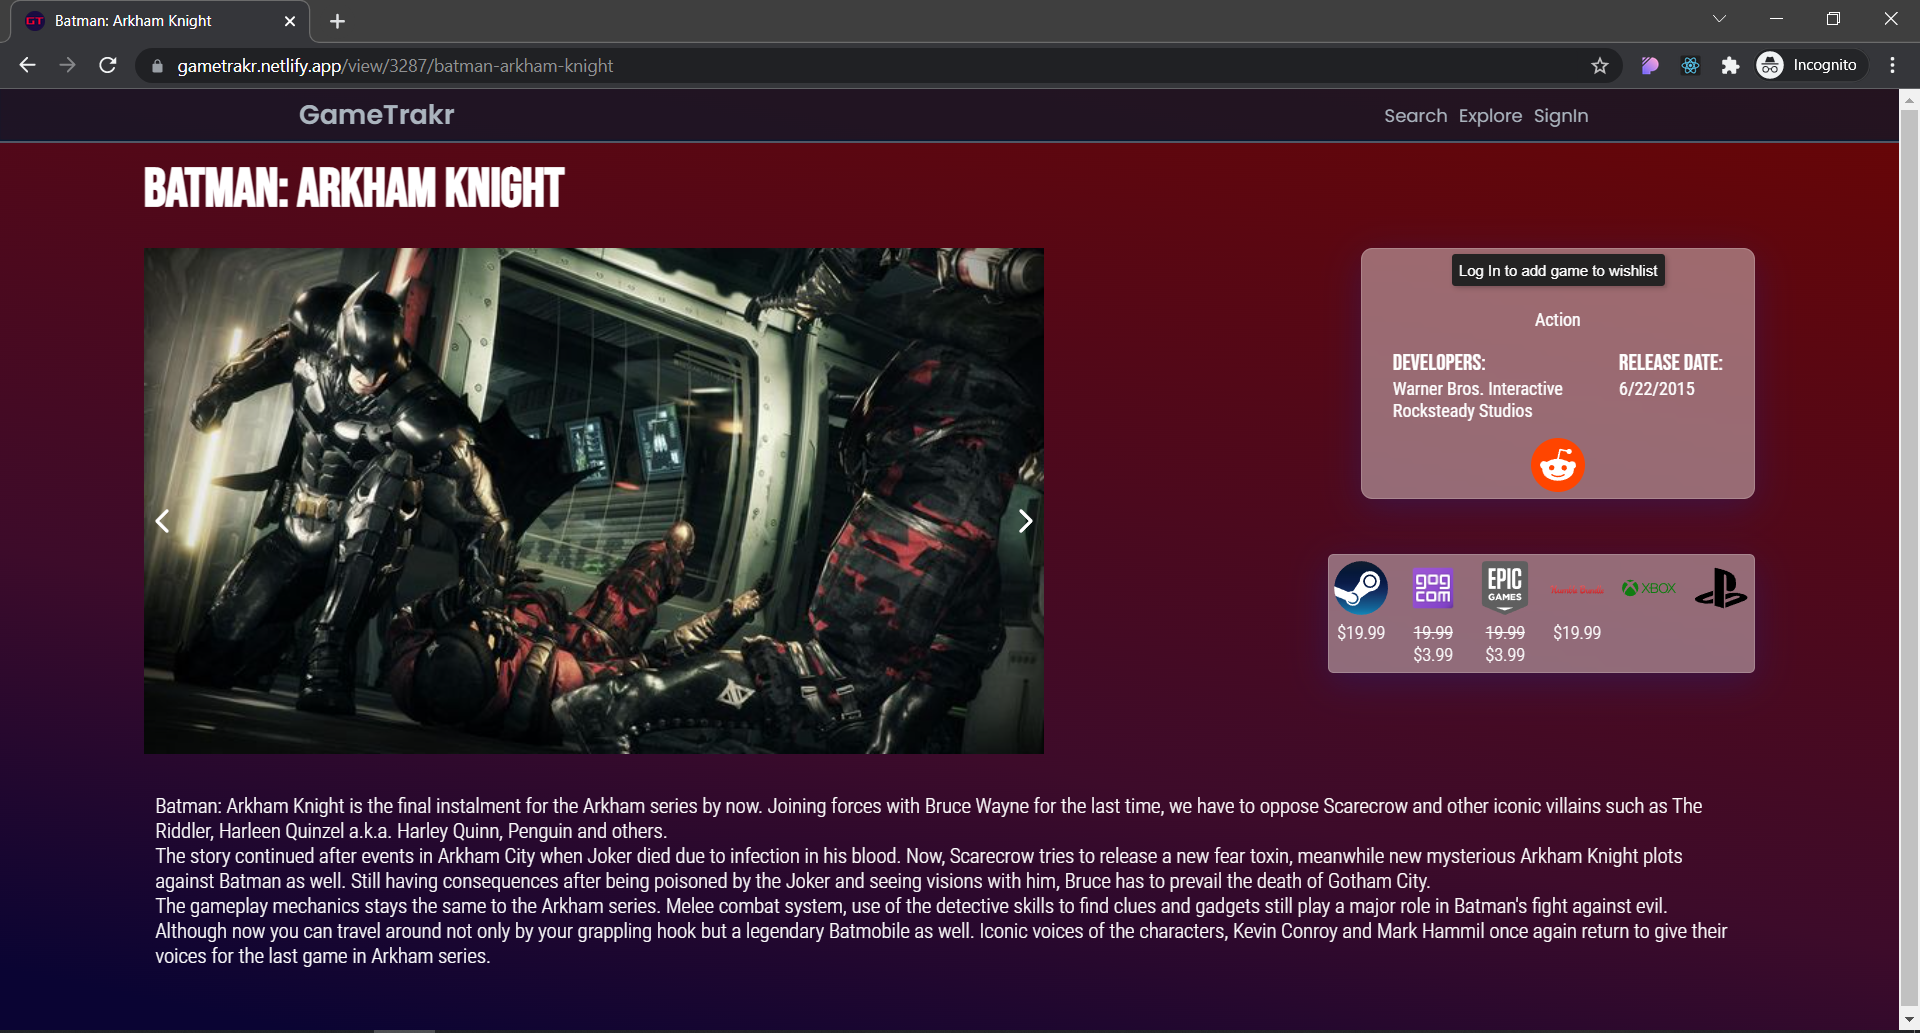 GT Batman: Arkham Knight
gametrakr.netlify.app/view/3287/batman-arkham-knight
Incognito
GameTrakr
Search Explore SignIn
BATMAN: ARKHAM KNIGHT
Log In to add game to wishlist
Action
DEVELOPERS:
Warner Bros. Interactive
Rocksteady Studios
RELEASE DATE:
6/22/2015
gog
com
EPIC
GAMES
XBOX
$19.99 19.99 19.99 $19.99
$3.99 $3.99
Batman: Arkham Knight is the final instalment for the Arkham series by now. Joining forces with Bruce Wayne for the last time, we have to oppose Scarecrow and other iconic villains such as The
Riddler, Harleen Quinzel a.k.a. Harley Quinn, Penguin and others.
The story continued after events in Arkham City when Joker died due to infection in his blood. Now, Scarecrow tries to release a new fear toxin, meanwhile new mysterious Arkham Knight plots
against Batman as well. Still having consequences after being poisoned by the Joker and seeing visions with him, Bruce has to prevail the death of Gotham City.
The gameplay mechanics stays the same to the Arkham series. Melee combat system, use of the detective skills to find clues and gadgets still play a major role in Batman's fight against evil.
Although now you can travel around not only by your grappling hook but a legendary Batmobile as well. Iconic voices of the characters, Kevin Conroy and Mark Hammil once again return to give their
voices for the last game in Arkham series.